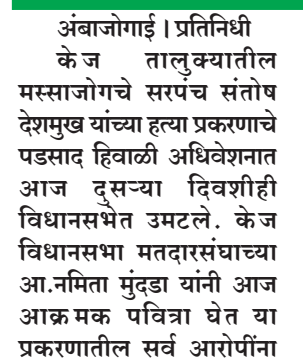 अंबाजोगाई । प्रतिनिधी
केज तालुक्यातील
मस्साजोगचे सरपंच संतोष
देशमुख यांच्या हत्या प्रकरणाचे
पडसाद हिवाळी अधिवेशनात
आज दुसऱ्या दिवशीही
विधानसभेत उमटले. केज
विधानसभा मतदारसंघाच्या
आ.नमिता मुंदडा यांनी आज
आक्रमक पवित्रा घेत या
प्रकरणातील सर्व आरोपींना